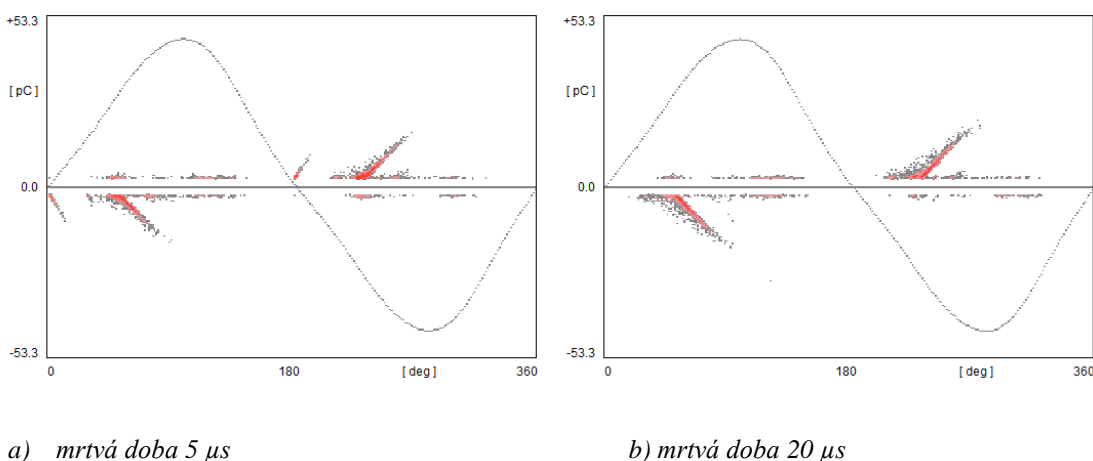 +53.3
[ pC ]
0.0
-53.3
0
180
[ deg ]
360
+53.3
[ pC ]
0.0
-53.3
0
180
[ deg ]
360
a) mrtvá doba 5 µs
b) mrtvá doba 20 µs